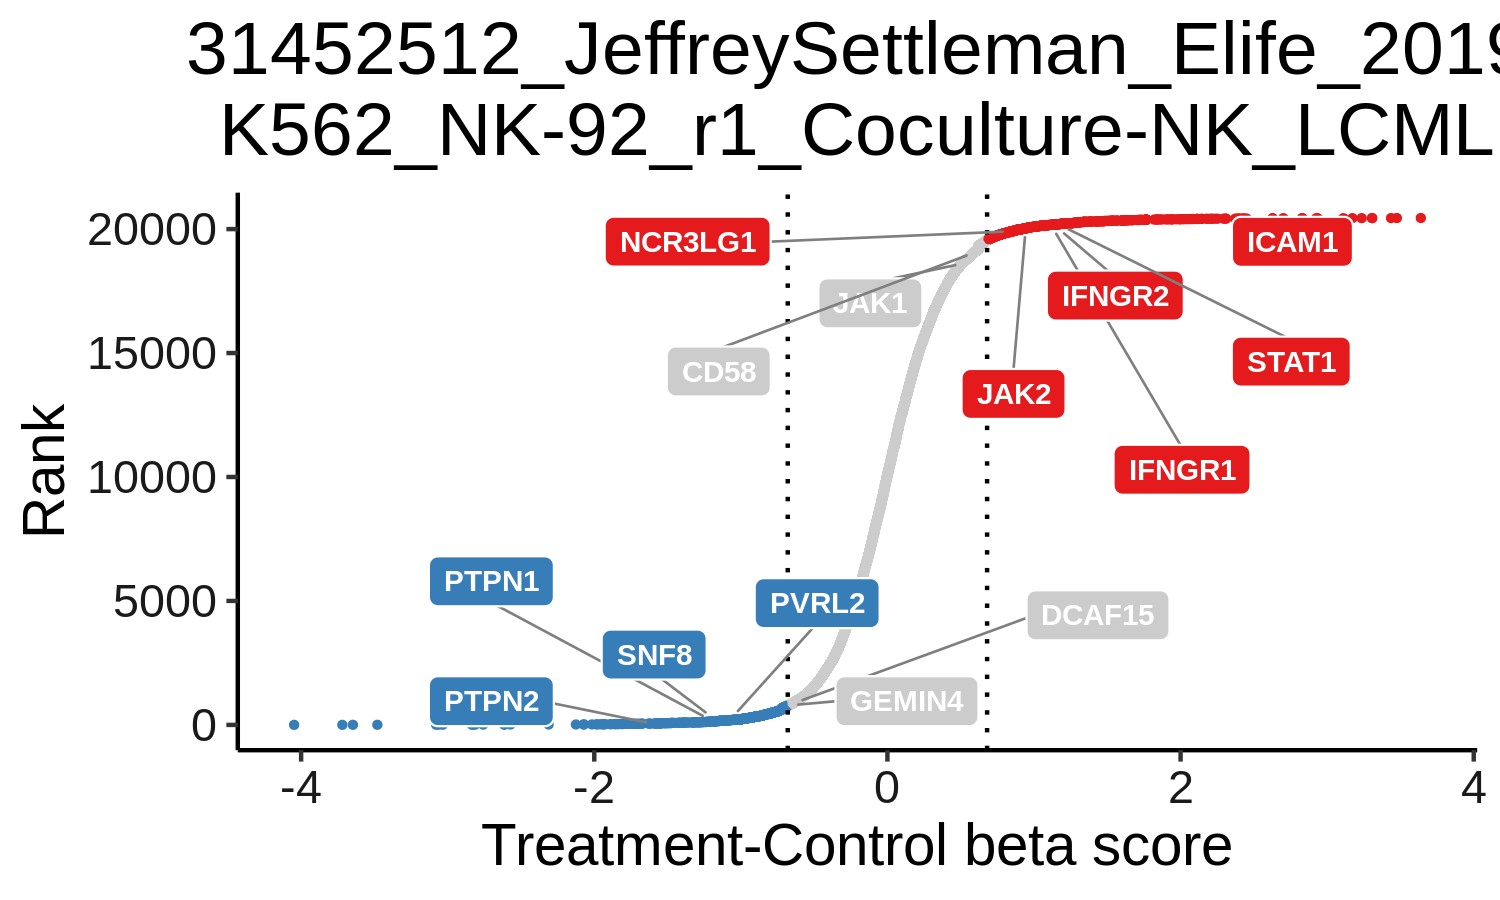 31452512_JeffreySettleman_Elife_2019
K562_NK-92_r1_Coculture-NK_LCML
20000
15000
10000
5000
0
Rank
NCR3LG1
ICAM1
JAK1
IFNGR2
CD58
STAT1
JAK2
IFNGR1
PTPN1
PVRL2
DCAF15
SNF8
PTPN2
GEMIN4
-4
-2
0
2
4
Treatment-Control beta score